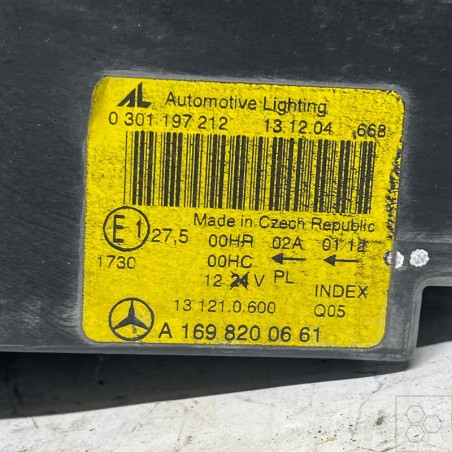 AL Automotive Lighting
0 301 197 212 13.12.04 668
Made in Czech Republic
E1 27,5 00HR 02A 01 12
1730 00HC ← ←
12 24 V PL INDEX
13 121.0.600 Q05
A 169 820 06 61